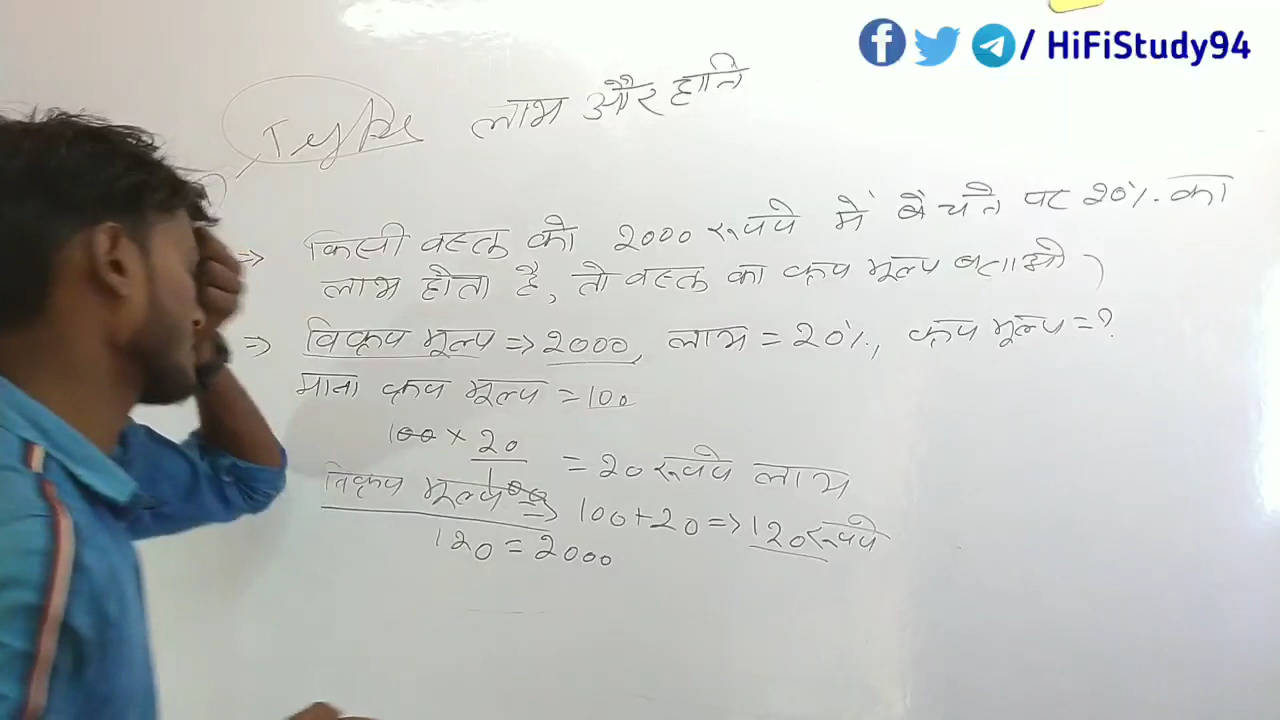 / HiFiStudy94
Type लाभ और हानि
=> किसी वस्तु को 2000 रूपये में बेचने पर 20% का
लाभ होता है, तो वस्तु का क्रय मूल्य बताओ
=> विक्रय मूल्य => 2000, लाभ = 20%, क्रय मूल्य = ?
माना क्रय मूल्य = 100
100 × 20/100 = 20 रूपये लाभ
विक्रय मूल्य => 100+20 => 120 रूपये
120 = 2000